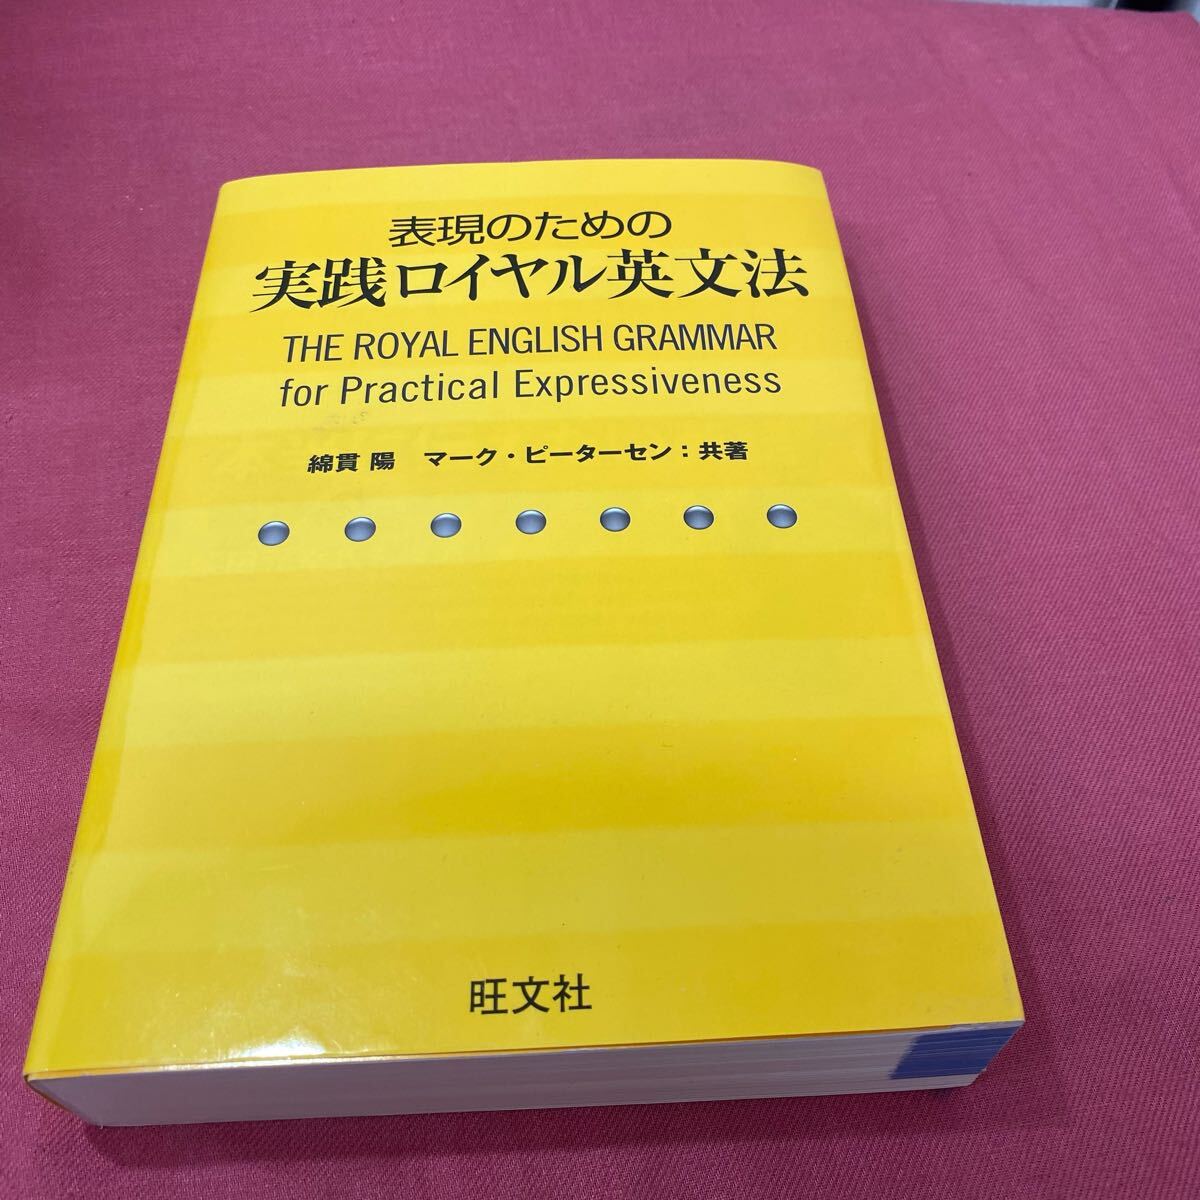 表現のための
実践ロイヤル英文法
THE ROYAL ENGLISH GRAMMAR
for Practical Expressiveness
綿貫 陽　マーク・ピーターセン：共著
旺文社